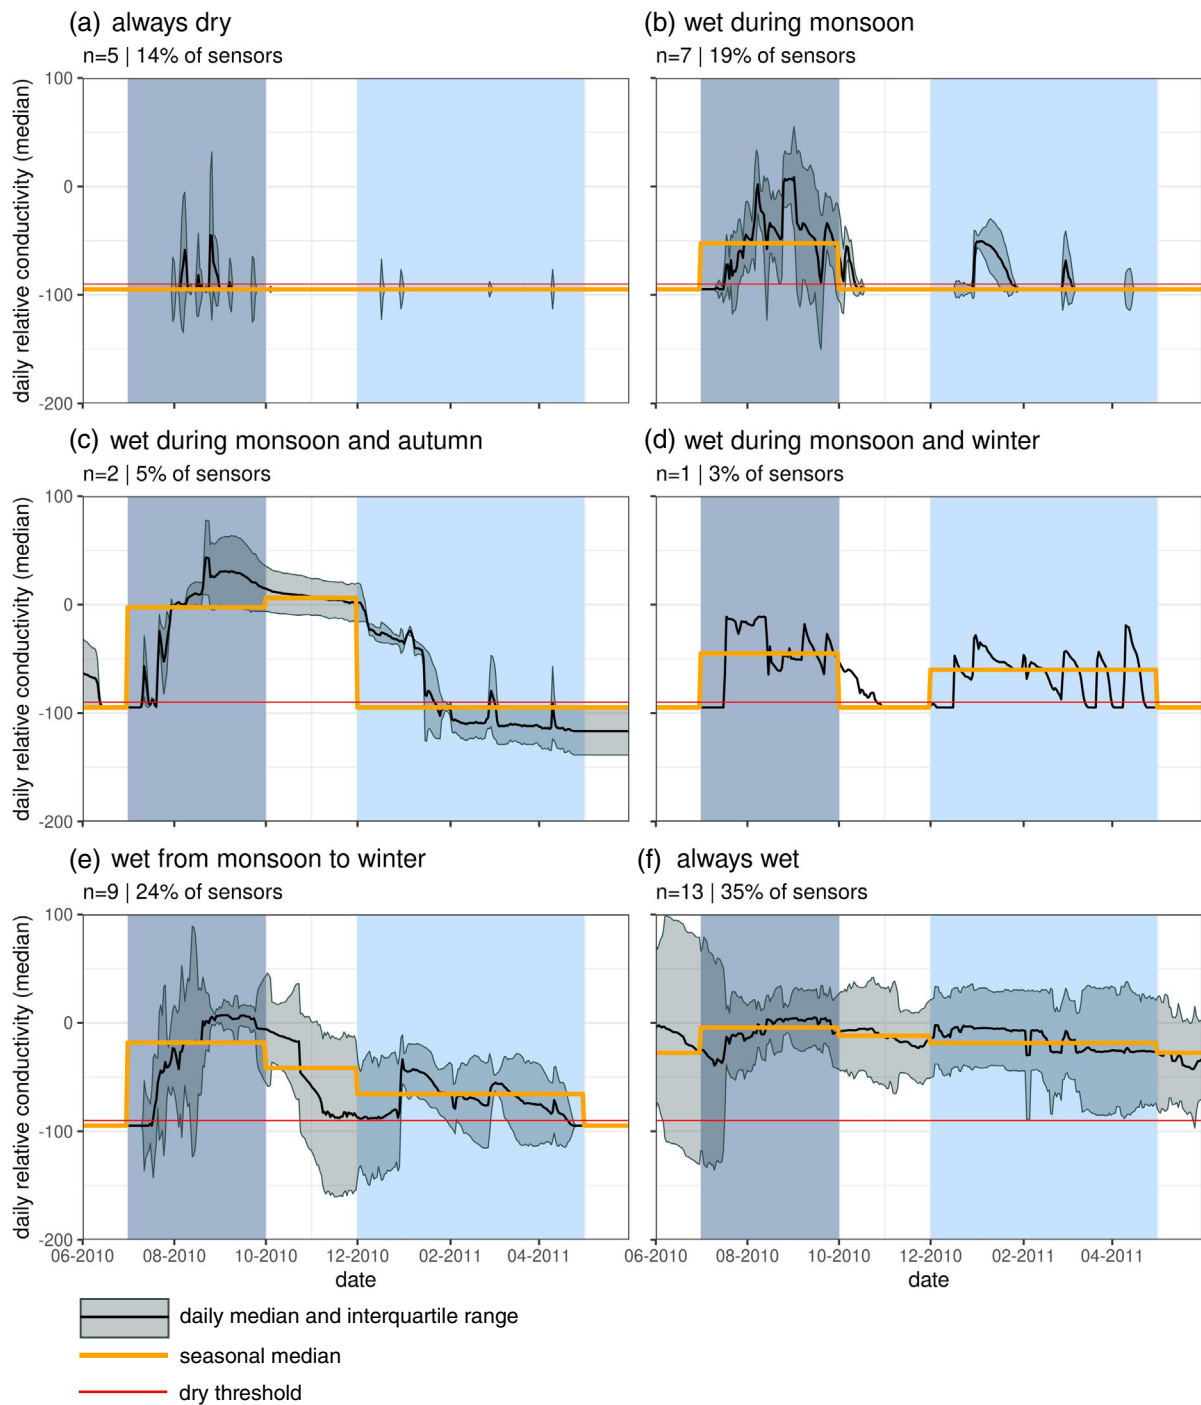 (a) always dry
n=5 | 14% of sensors
(b) wet during monsoon
n=7 | 19% of sensors
daily relative conductivity (median)
100
0
-100
-200
(c) wet during monsoon and autumn
n=2 | 5% of sensors
(d) wet during monsoon and winter
n=1 | 3% of sensors
daily relative conductivity (median)
100
0
-100
-200
(e) wet from monsoon to winter
n=9 | 24% of sensors
(f) always wet
n=13 | 35% of sensors
daily relative conductivity (median)
100
0
-100
-200
06-2010 08-2010 10-2010 12-2010 02-2011 04-2011
date
06-2010 08-2010 10-2010 12-2010 02-2011 04-2011
date
daily median and interquartile range
seasonal median
dry threshold